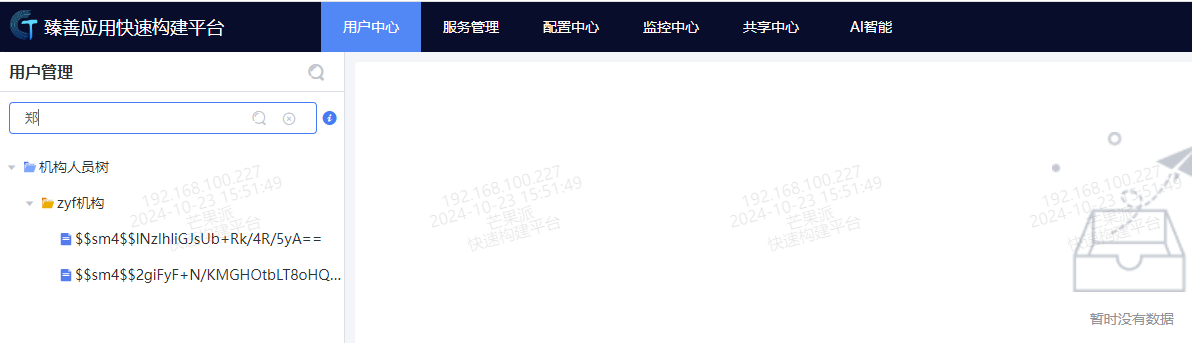 臻善应用快速构建平台
用户中心 服务管理 配置中心 监控中心 共享中心 AI智能
用户管理
郑
机构人员树
zyf机构
$$sm4$$INzIhliGJsUb+Rk/4R/5yA==
$$sm4$$2giFyF+N/KMGHOtbLT8oHQ...
192.168.100.227
2024-10-23 15:51:49
芒果派
快速构建平台
192.168.100.227
2024-10-23 15:51:49
芒果派
快速构建平台
192.168.100.227
2024-10-23 15:51:49
芒果派
快速构建平台
192.168.100.227
2024-10-23 15:51:49
芒果派
快速构建平台
暂时没有数据